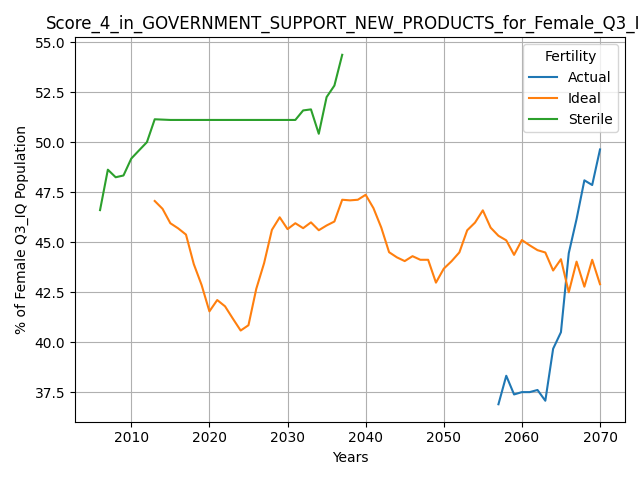 Score_4_in_GOVERNMENT_SUPPORT_NEW_PRODUCTS_for_Female_Q3_I
55.0
52.5
50.0
47.5
45.0
42.5
40.0
37.5
% of Female Q3_IQ Population
2010 2020 2030 2040 2050 2060 2070
Years
Fertility
Actual
Ideal
Sterile